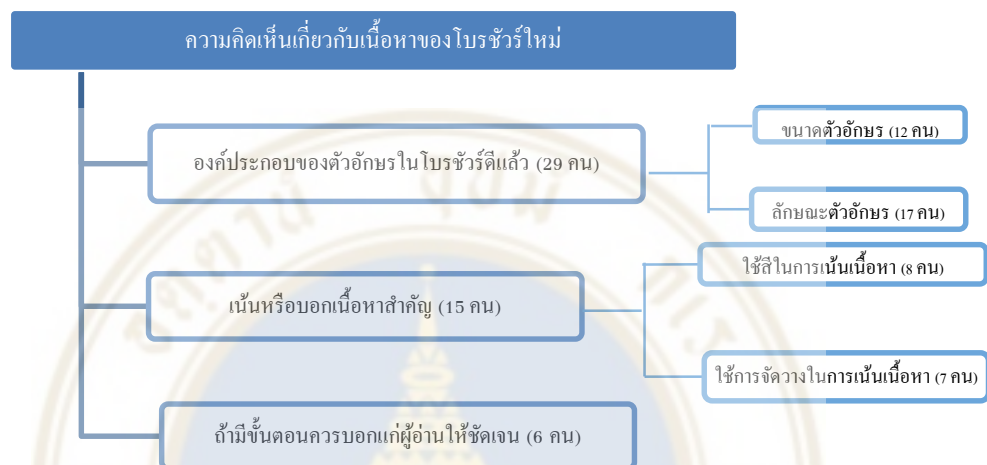 ความคิดเห็นเกี่ยวกับเนื้อหาของโบรชัวร์ใหม่
องค์ประกอบของตัวอักษรในโบรชัวร์ดีแล้ว (29 คน)
ขนาดตัวอักษร (12 คน)
ลักษณะตัวอักษร (17 คน)
เน้นหรือบอกเนื้อหาสำคัญ (15 คน)
ใช้สีในการเน้นเนื้อหา (8 คน)
ใช้การจัดวางในการเน้นเนื้อหา (7 คน)
ถ้ามีขั้นตอนควรบอกแก่ผู้อ่านให้ชัดเจน (6 คน)